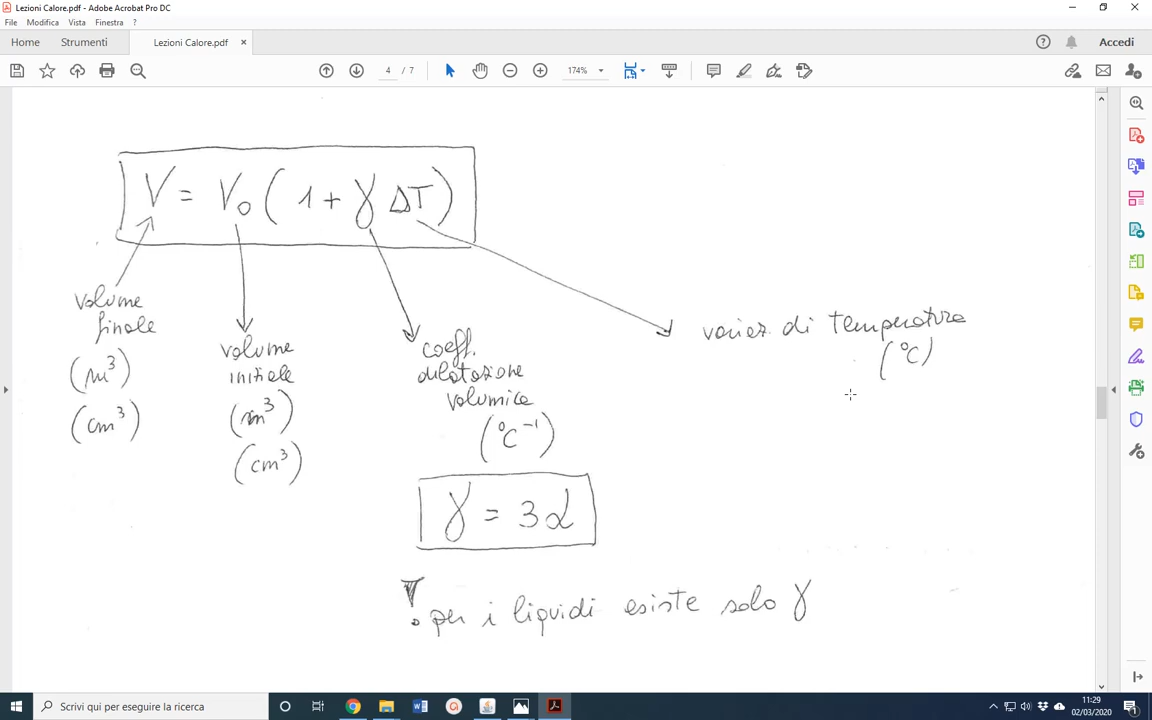 Lezioni Calore.pdf - Adobe Acrobat Pro DC
File Modifica Vista Finestra ?
Home Strumenti Lezioni Calore.pdf × Accedi
4 / 7 174%
V = V₀ ( 1 + γ ΔT )
volume
finale
(m³)
(cm³)
volume
iniziale
(m³)
(cm³)
coeff.
dilatazione
volumica
(°C⁻¹)
γ = 3α
variaz. di temperatura
(°C)
! per i liquidi esiste solo γ
Scrivi qui per eseguire la ricerca
11:29
02/03/2020